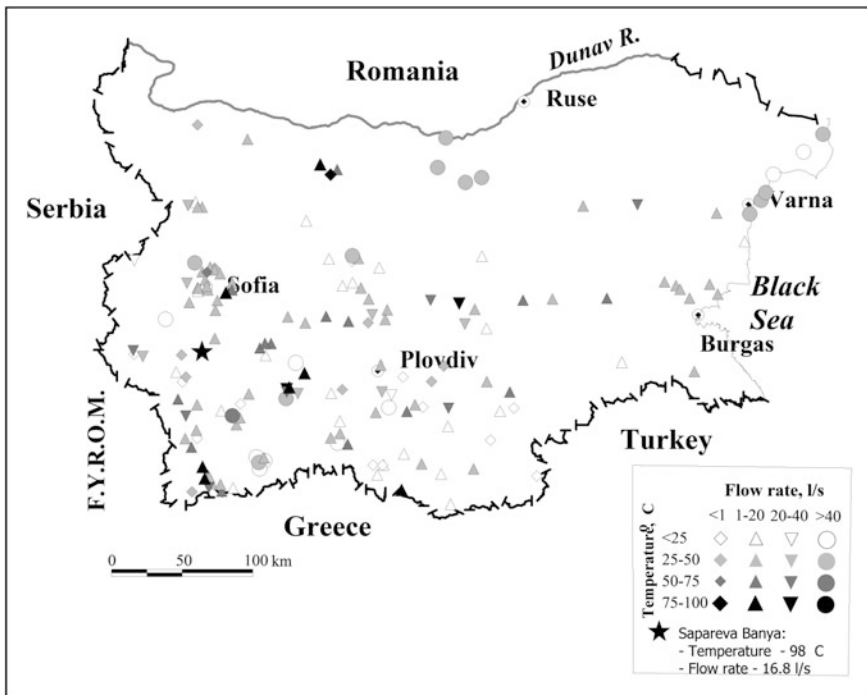 Dunav R.
Romania
Ruse
Serbia
Varna
Sofia
Black
Sea
Burgas
Plovdiv
F.Y.R.O.M.
Turkey
Greece
0 50 100 km
Flow rate, l/s
<1 1-20 20-40 >40
Temperature, º C
<25
25-50
50-75
75-100
Sapareva Banya:
- Temperature - 98 C
- Flow rate - 16.8 l/s